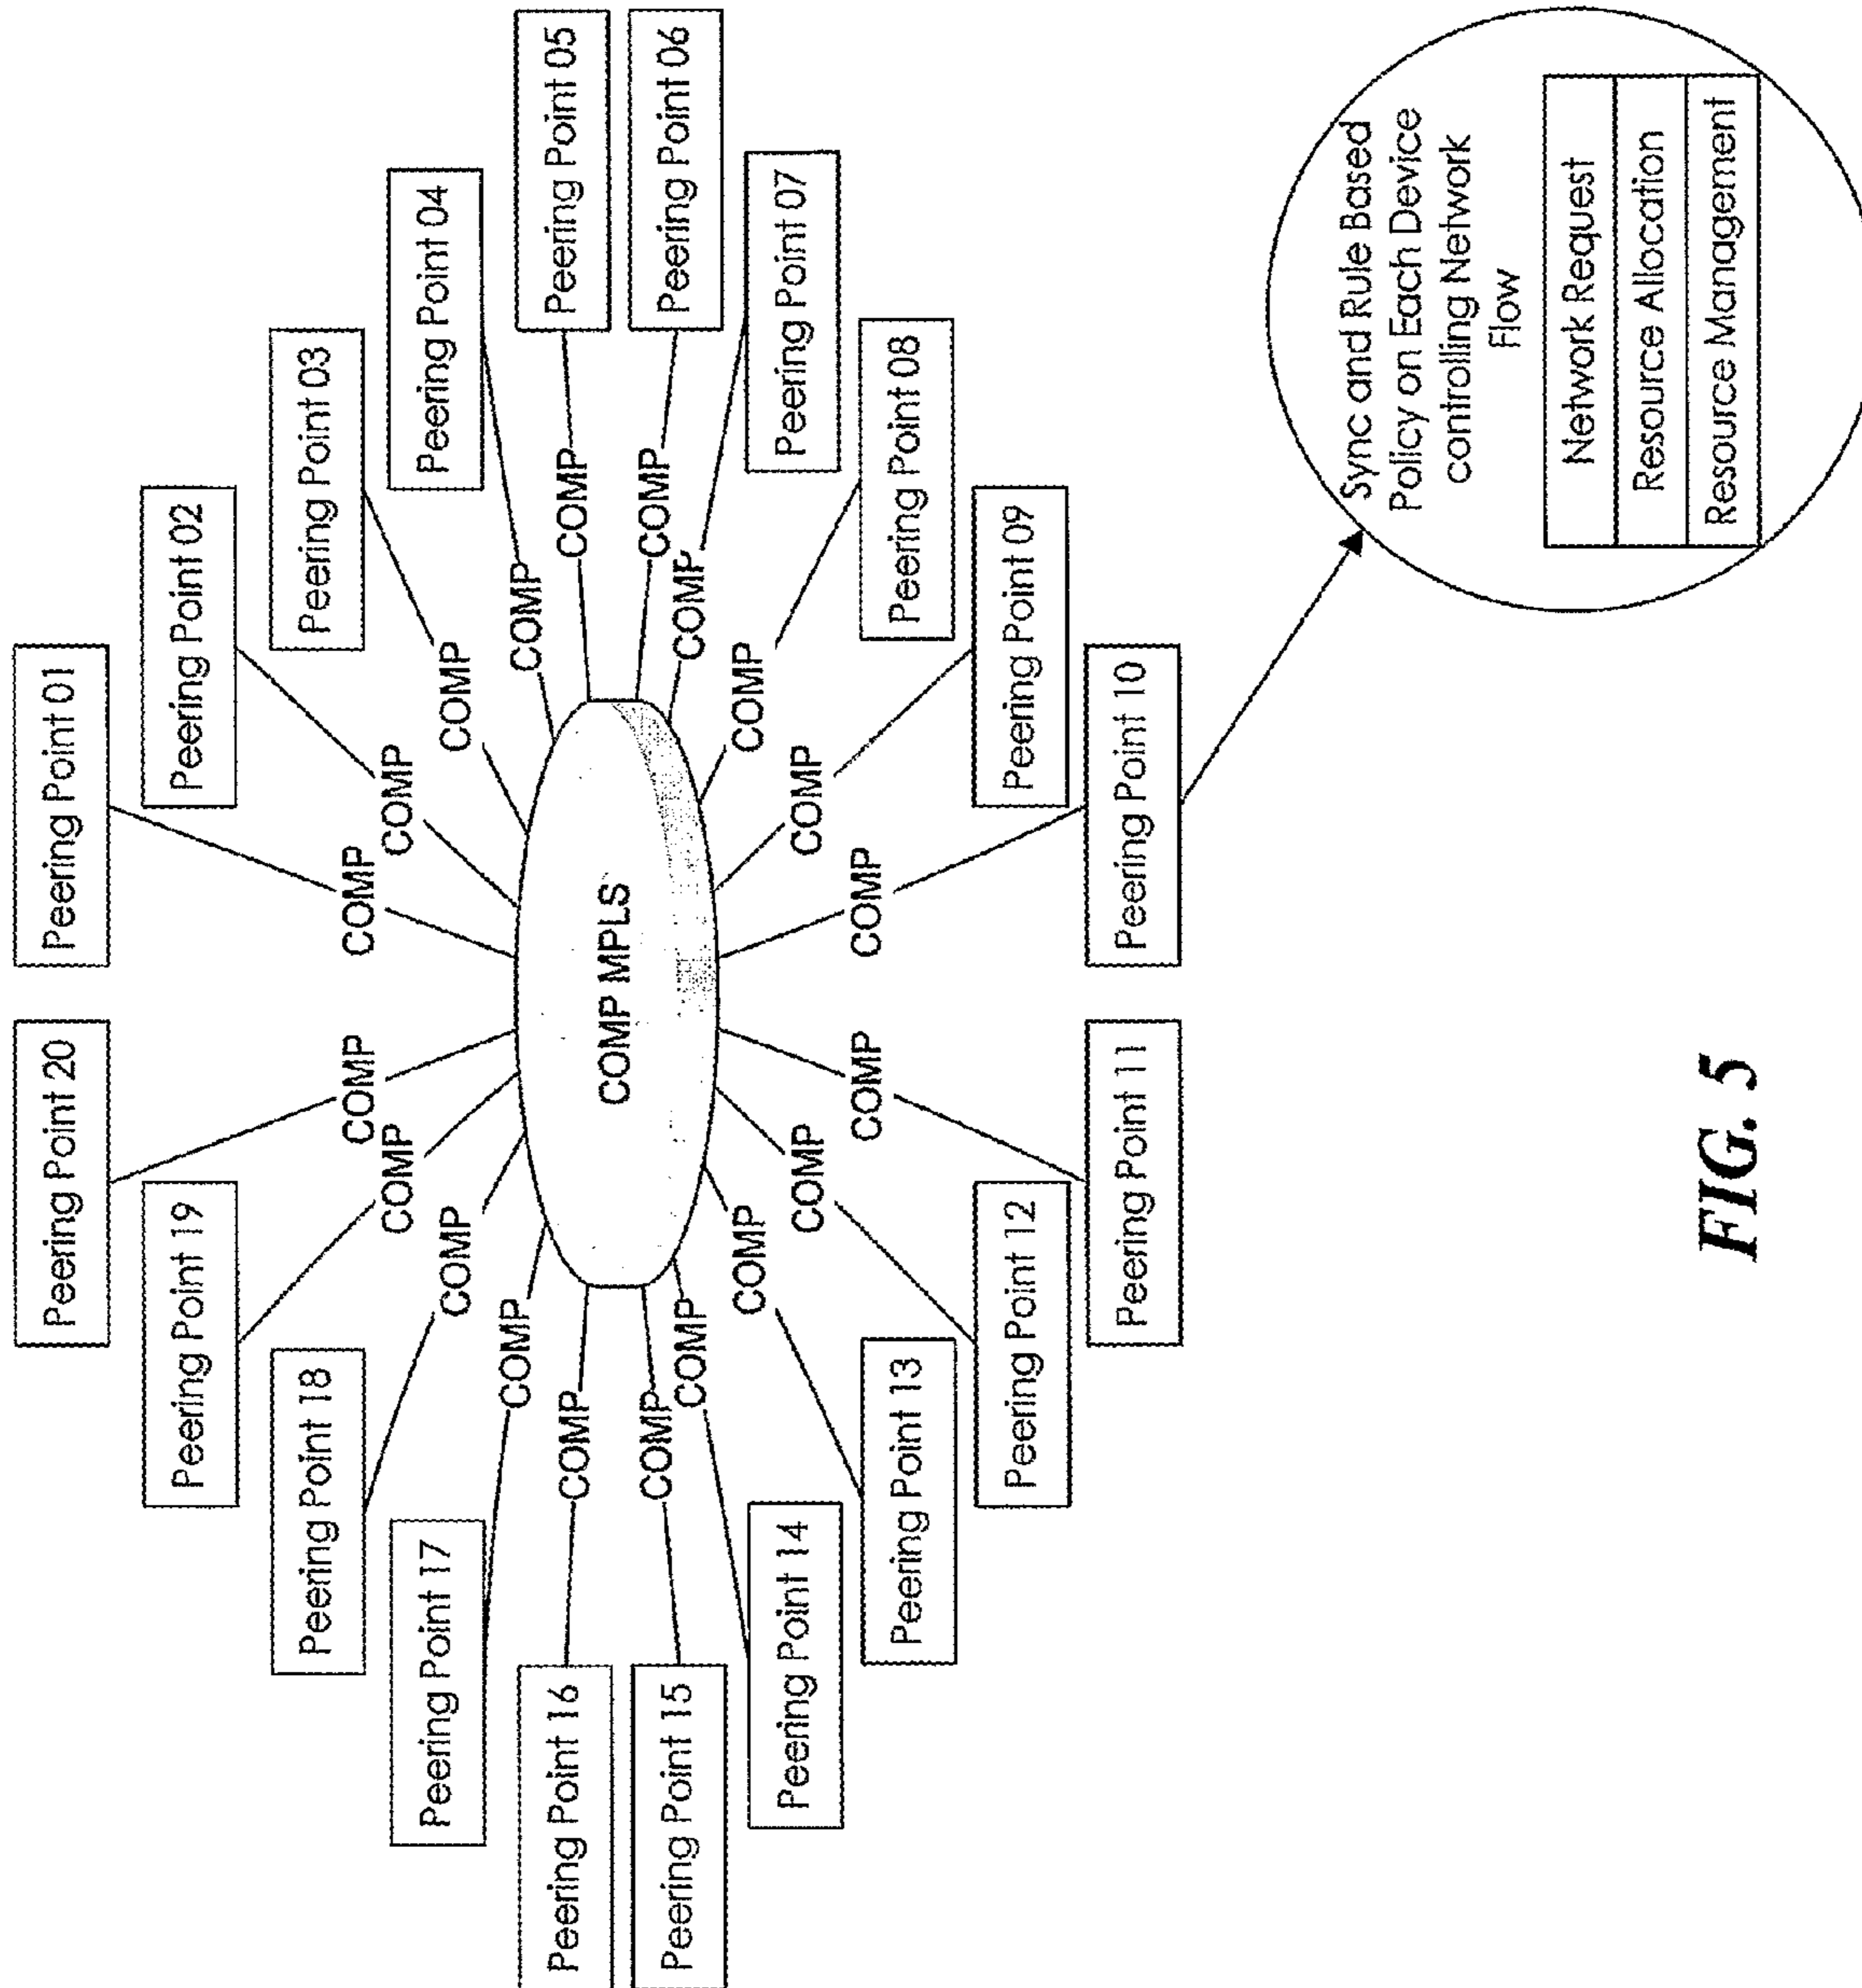 Peering Point 20
Peering Point 01
Peering Point 19
Peering Point 02
Peering Point 18
Peering Point 03
Peering Point 17
Peering Point 04
Peering Point 16
Peering Point 05
Peering Point 15
Peering Point 06
Peering Point 14
Peering Point 07
Peering Point 13
Peering Point 08
Peering Point 12
Peering Point 09
Peering Point 11
Peering Point 10
COMP
COMP
COMP
COMP
COMP
COMP
COMP
COMP
COMP
COMP
COMP MPLS
COMP
COMP
COMP
COMP
COMP
COMP
COMP
COMP
COMP
COMP
Sync and Rule Based
Policy on Each Device
controlling Network
Flow
Network Request
Resource Allocation
Resource Management
FIG. 5